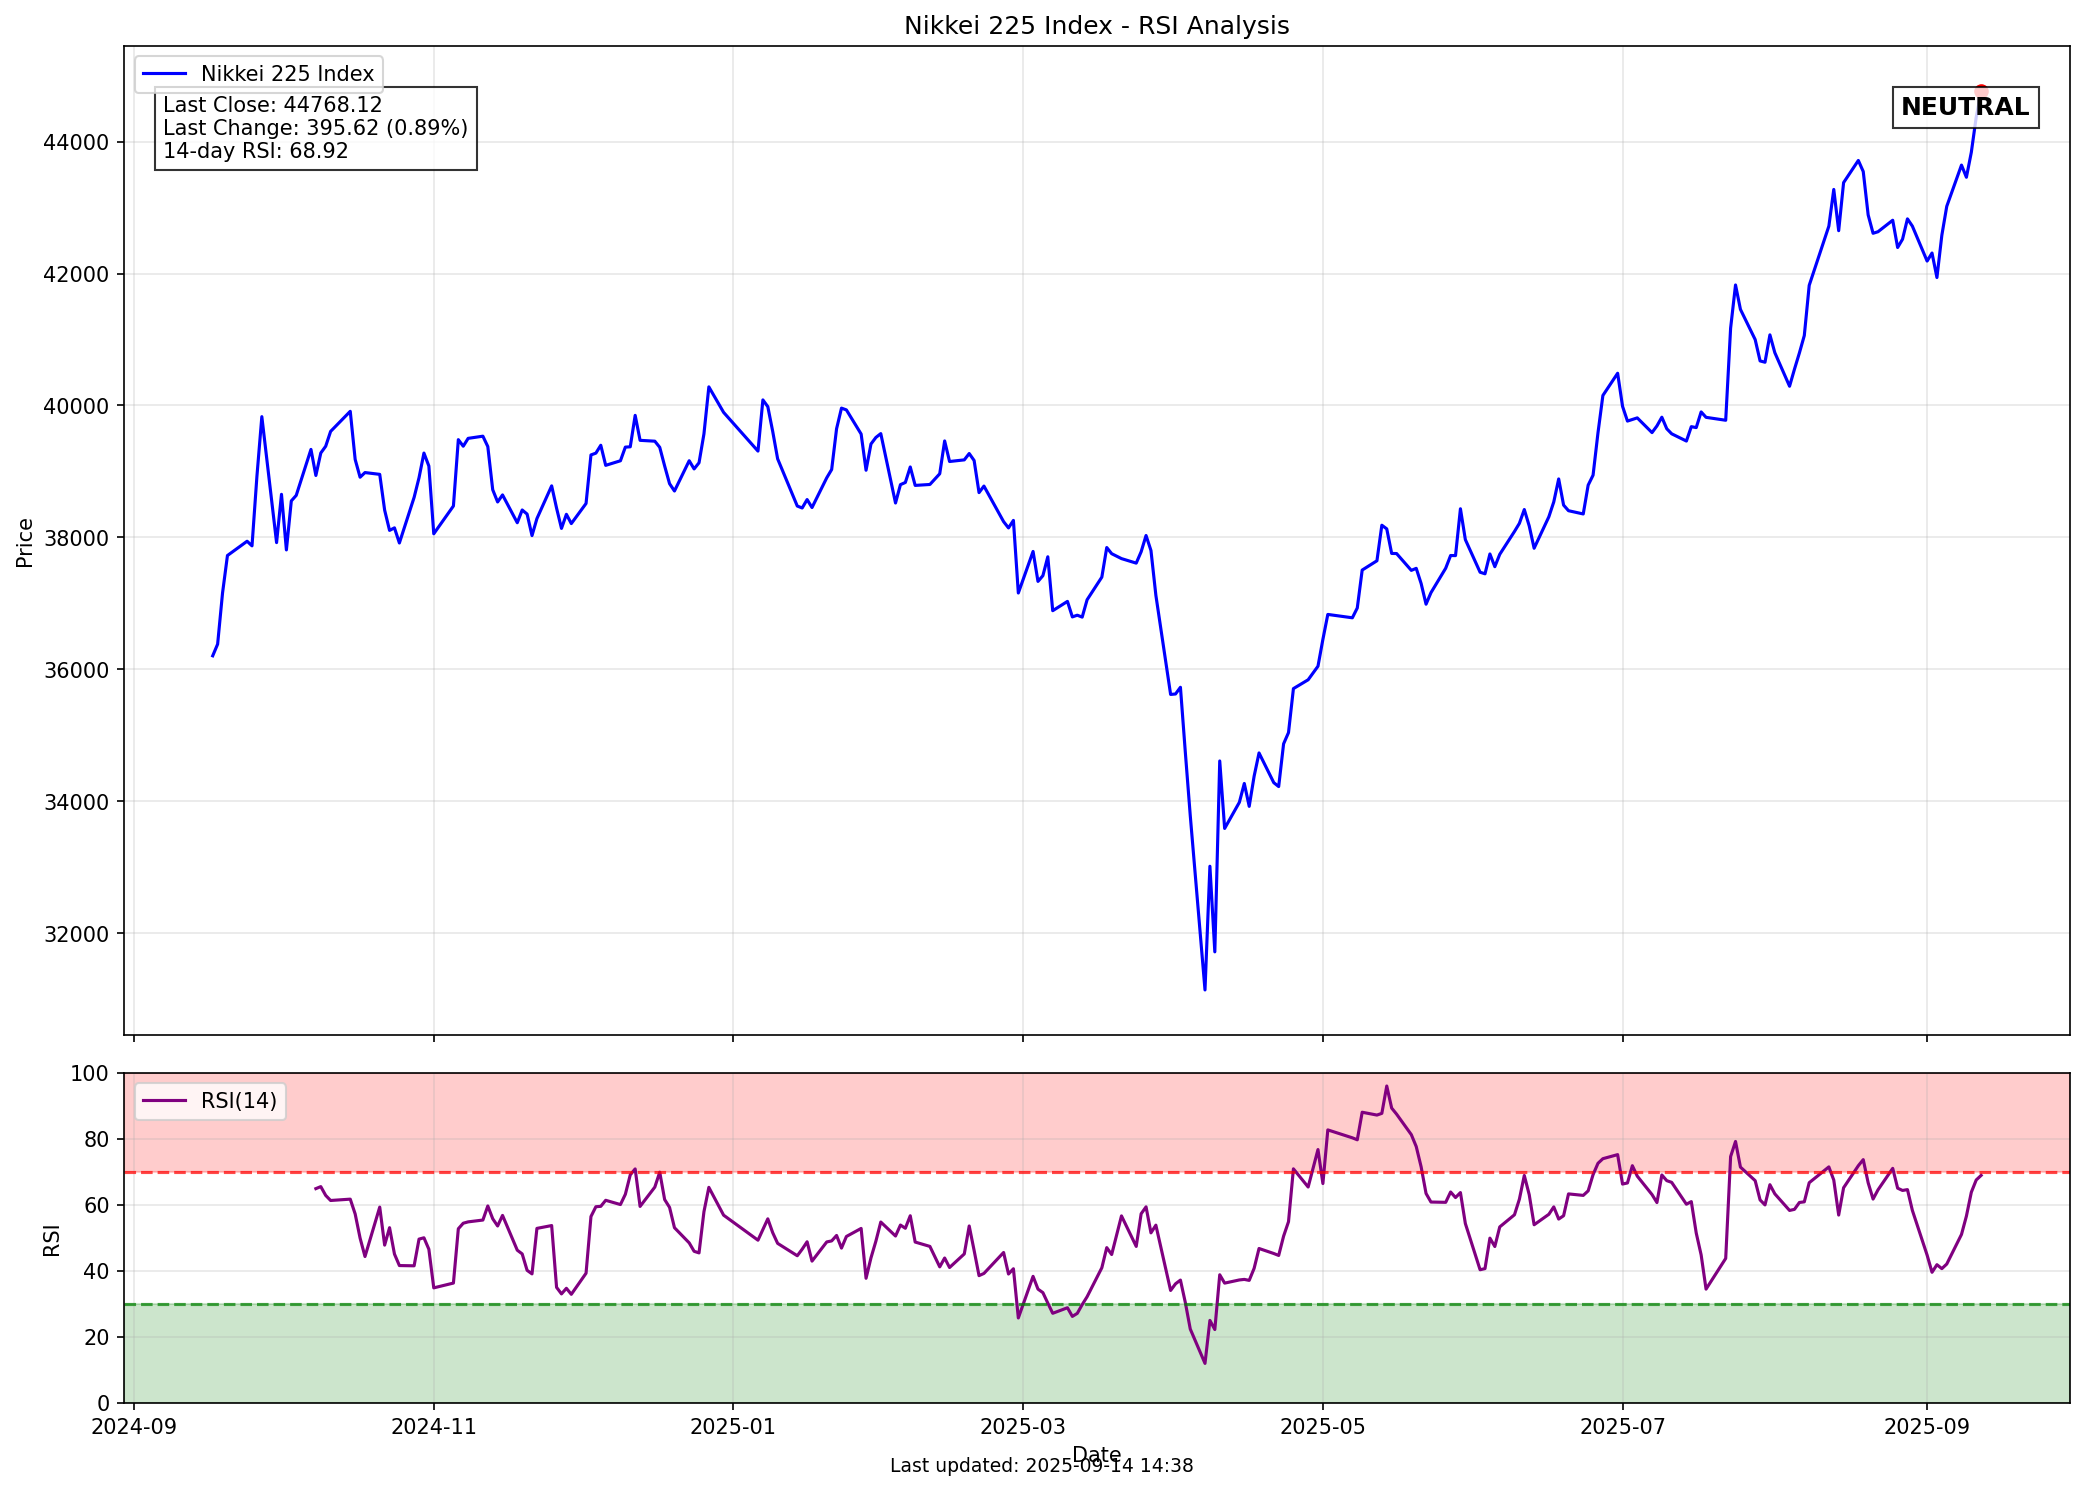 Nikkei 225 Index - RSI Analysis
Nikkei 225 Index
Last Close: 44768.12
Last Change: 395.62 (0.89%)
14-day RSI: 68.92
NEUTRAL
Price
44000
42000
40000
38000
36000
34000
32000
RSI(14)
RSI
100
80
60
40
20
0
2024-09
2024-11
2025-01
2025-03
2025-05
2025-07
2025-09
Date
Last updated: 2025-09-14 14:38